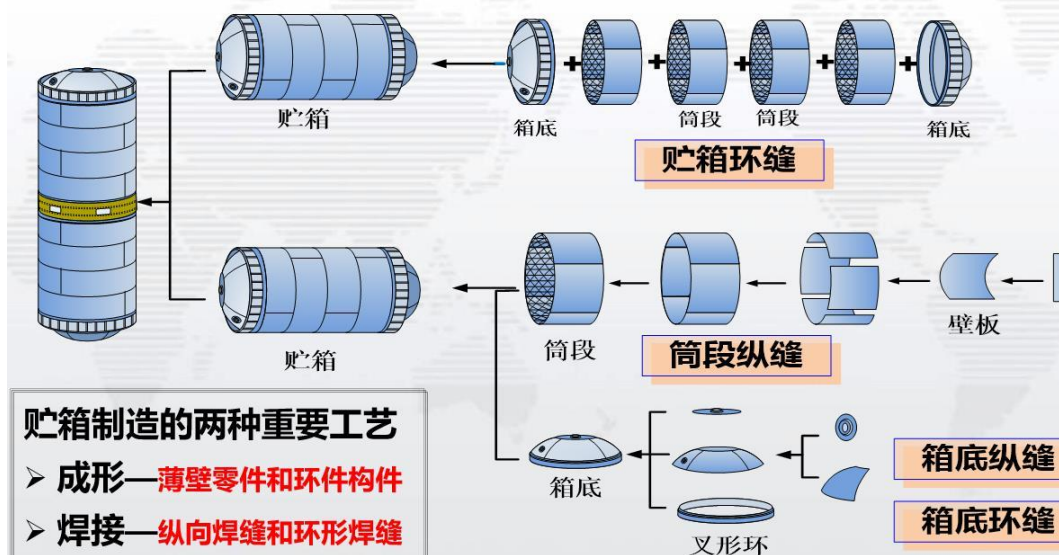 贮箱
箱底
筒段
筒段
箱底
贮箱环缝
贮箱
筒段
壁板
筒段纵缝
贮箱制造的两种重要工艺
成形—薄壁零件和环件构件
焊接—纵向焊缝和环形焊缝
箱底
叉形环
箱底纵缝
箱底环缝